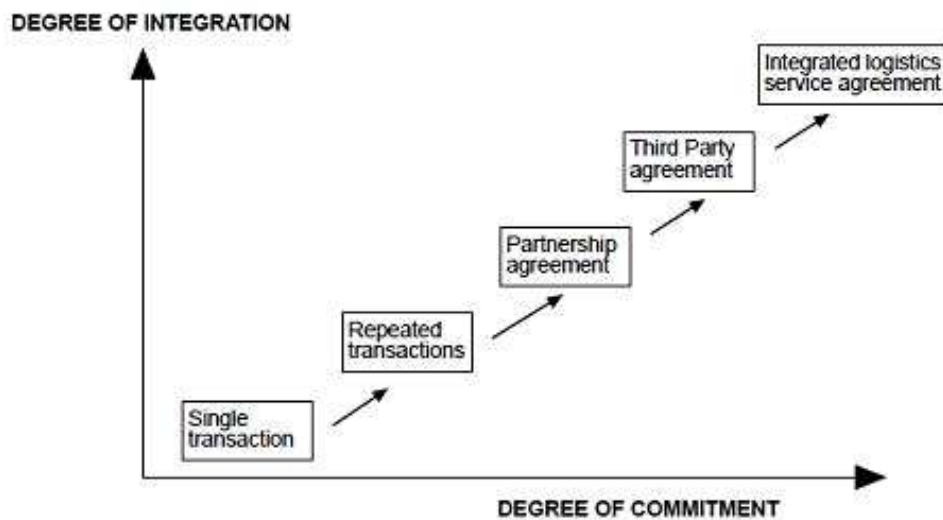 DEGREE OF INTEGRATION
Integrated logistics
service agreement
Third Party
agreement
Partnership
agreement
Repeated
transactions
Single
transaction
DEGREE OF COMMITMENT